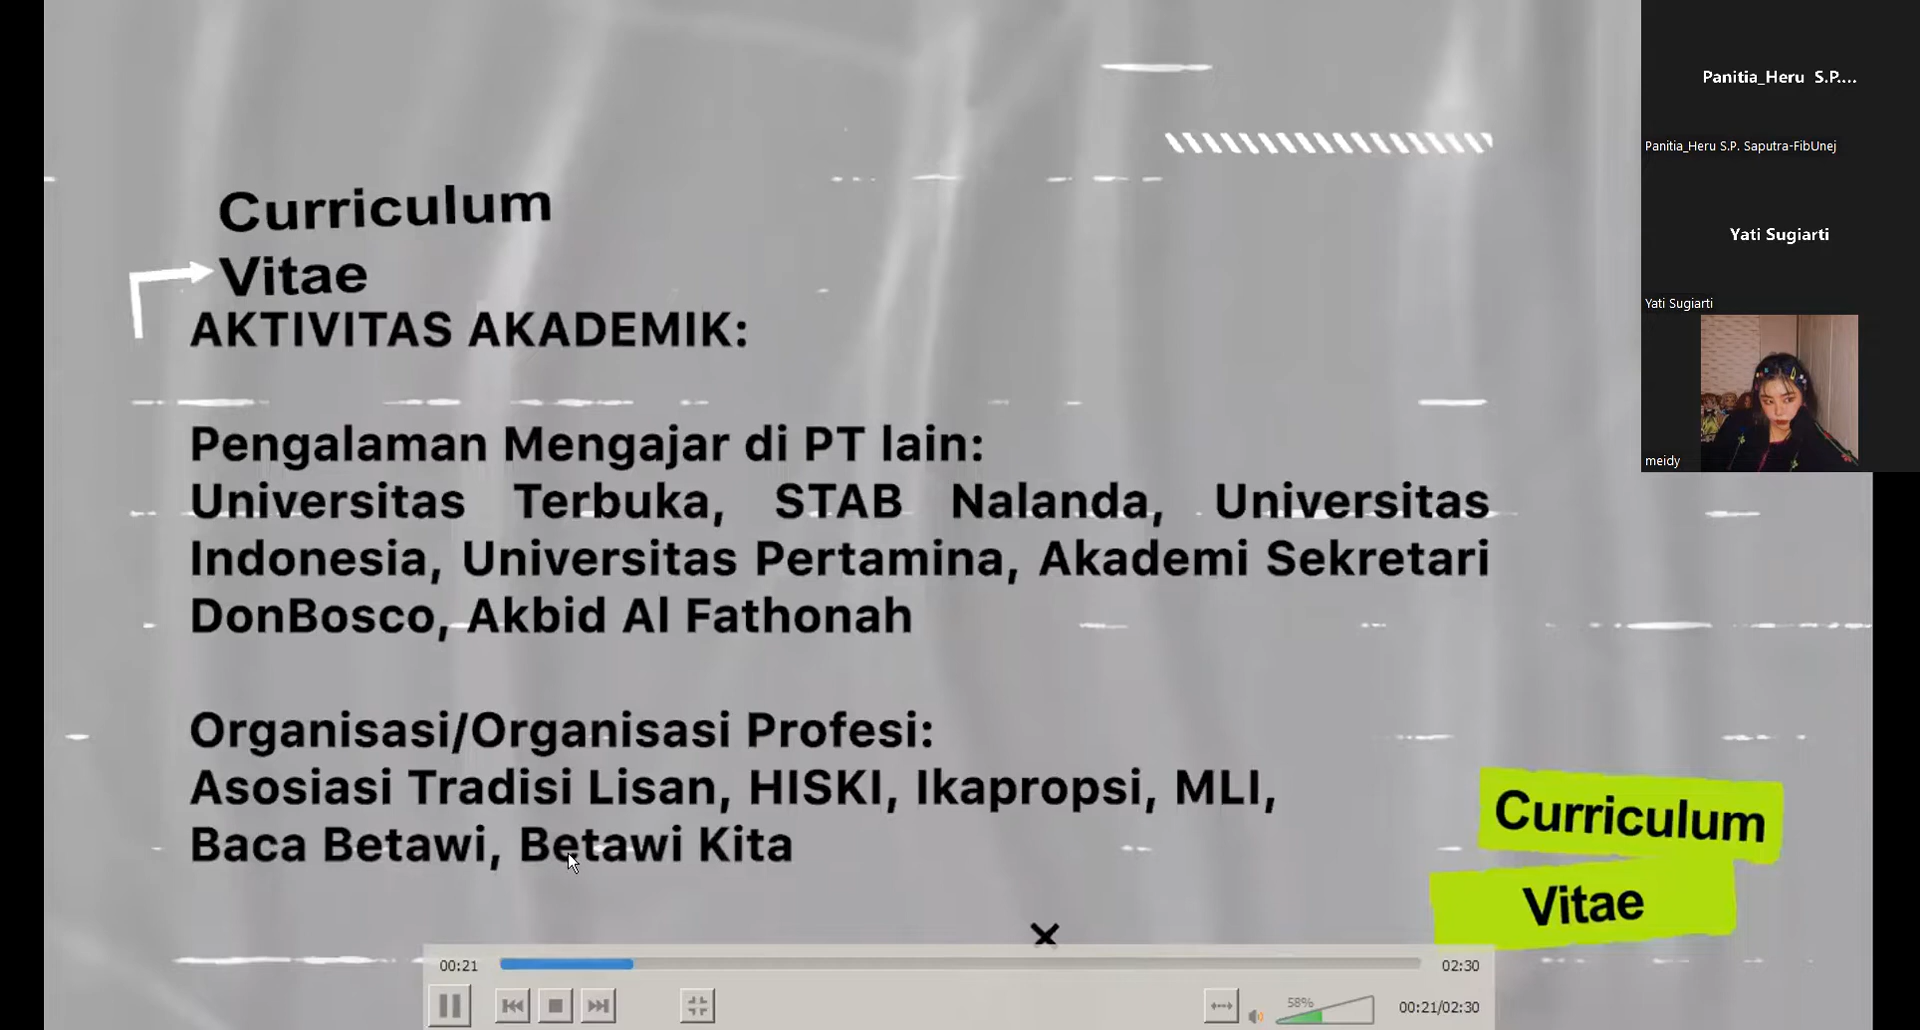 Curriculum
Vitae
AKTIVITAS AKADEMIK:
Pengalaman Mengajar di PT lain:
Universitas Terbuka, STAB Nalanda, Universitas
Indonesia, Universitas Pertamina, Akademi Sekretari
DonBosco, Akbid Al Fathonah
Organisasi/Organisasi Profesi:
Asosiasi Tradisi Lisan, HISKI, Ikapropsi, MLI,
Baca Betawi, Betawi Kita
Curriculum
Vitae
00:21
02:30
58%
00:21/02:30
Panitia_Heru S.P....
Panitia_Heru S.P. Saputra-FibUnej
Yati Sugiarti
Yati Sugiarti
meidy